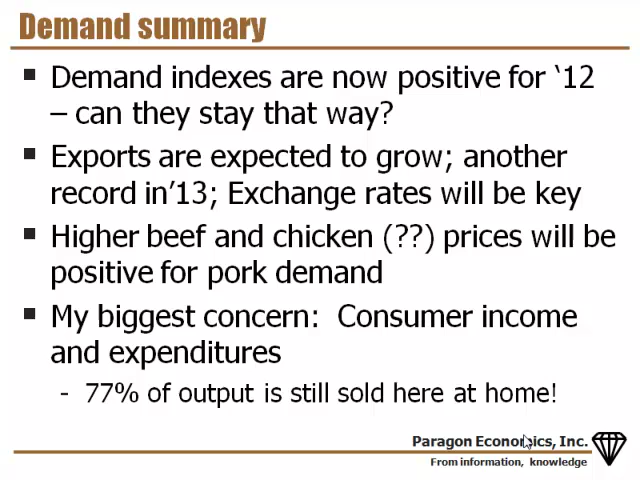 Demand summary
Demand indexes are now positive for ‘12
– can they stay that way?
Exports are expected to grow; another
record in’13; Exchange rates will be key
Higher beef and chicken (??) prices will be
positive for pork demand
My biggest concern:  Consumer income
and expenditures
- 77% of output is still sold here at home!
Paragon Economics, Inc.
From information, knowledge